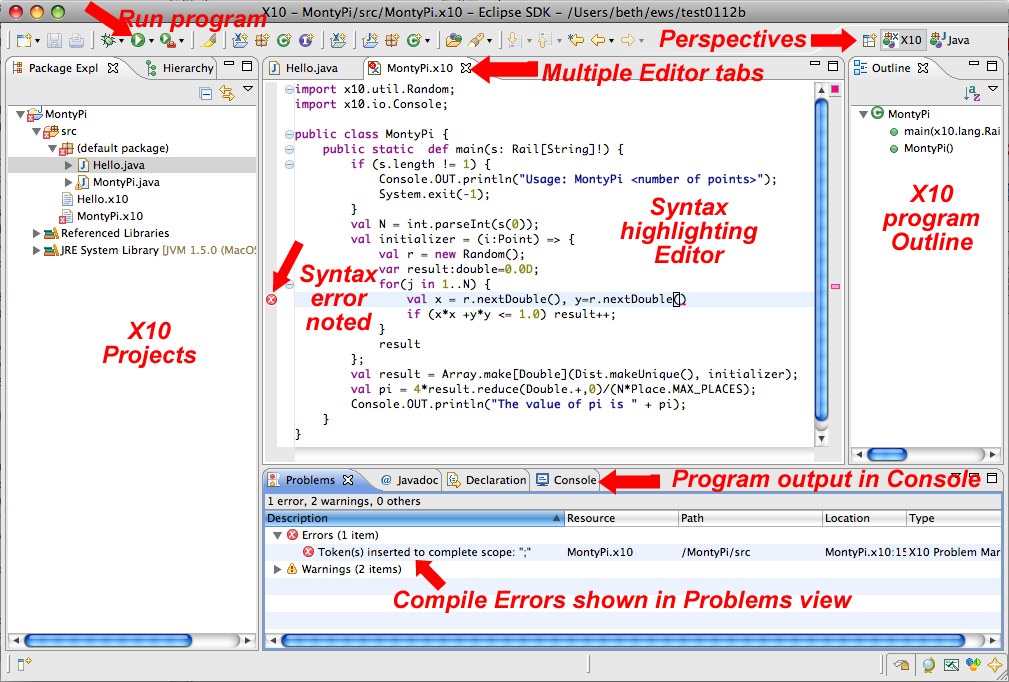 X10 - MontyPi/src/MontyPi.x10 - Eclipse SDK - /Users/beth/ews/test0112b
Run program
Perspectives
X10
Java
Package Expl
Hierarchy
MontyPi
src
(default package)
Hello.java
MontyPi.java
Hello.x10
MontyPi.x10
Referenced Libraries
JRE System Library [JVM 1.5.0 (MacOS
X10
Projects
Hello.java
MontyPi.x10
Multiple Editor tabs
import x10.util.Random;
import x10.io.Console;
public class MontyPi {
public static  def main(s: Rail[String]!) {
if (s.length != 1) {
Console.OUT.println("Usage: MontyPi <number of points>");
System.exit(-1);
}
val N = int.parseInt(s(0));
val initializer = (i:Point) => {
val r = new Random();
var result:double=0.0D;
for(j in 1..N) {
val x = r.nextDouble(), y=r.nextDouble()
if (x*x +y*y <= 1.0) result++;
}
result
};
val result = Array.make[Double](Dist.makeUnique(), initializer);
val pi = 4*result.reduce(Double.+,0)/(N*Place.MAX_PLACES);
Console.OUT.println("The value of pi is " + pi);
}
}
Syntax
highlighting
Editor
Syntax
error
noted
Outline
MontyPi
main(x10.lang.Rai
MontyPi()
X10
program
Outline
Problems
Javadoc
Declaration
Console
Program output in Console
1 error, 2 warnings, 0 others
Description Resource Path Location Type
Errors (1 item)
Token(s) inserted to complete scope: ";" MontyPi.x10 /MontyPi/src MontyPi.x10:15 X10 Problem Mar
Warnings (2 items)
Compile Errors shown in Problems view